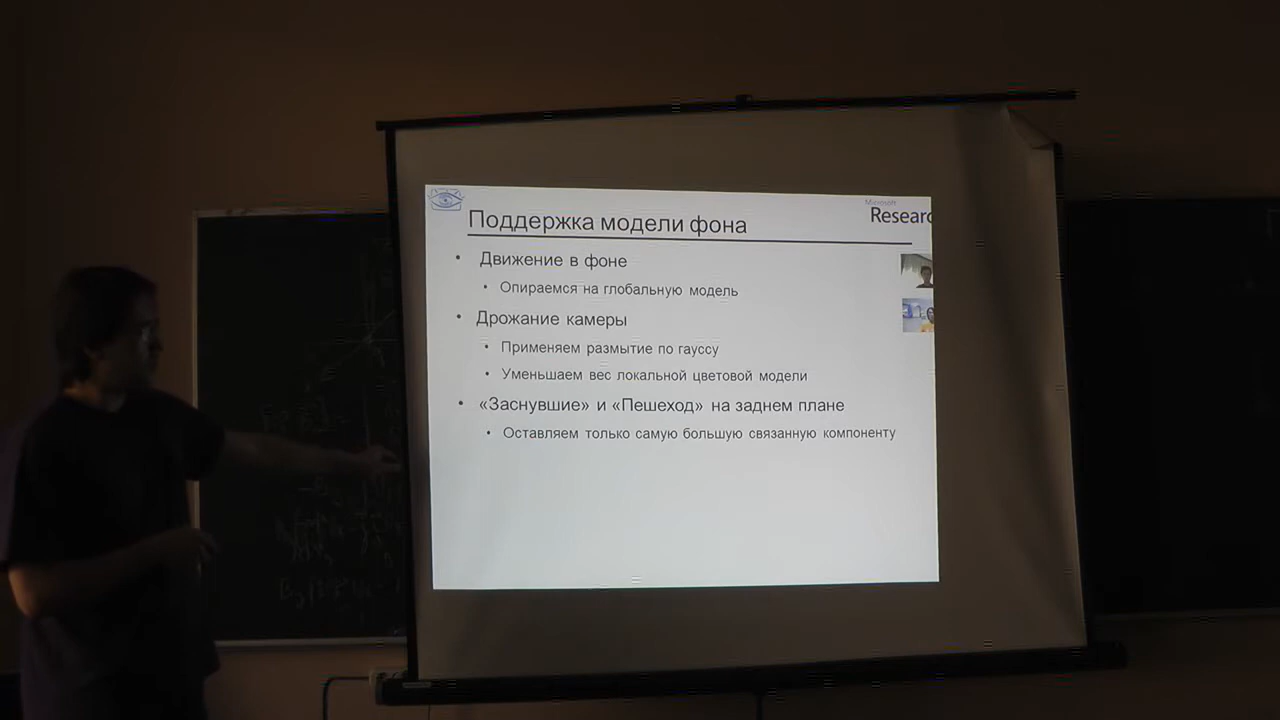 Microsoft
Researc
Поддержка модели фона
• Движение в фоне
• Опираемся на глобальную модель
• Дрожание камеры
• Применяем размытие по гауссу
• Уменьшаем вес локальной цветовой модели
• «Заснувшие» и «Пешеход» на заднем плане
• Оставляем только самую большую связанную компоненту